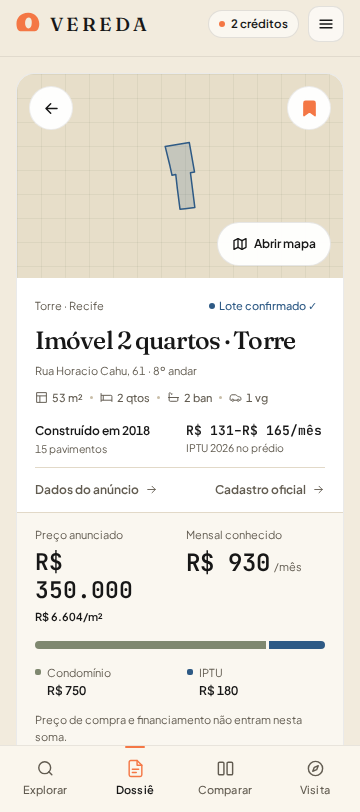 VEREDA
2 créditos
Abrir mapa
Torre · Recife
Lote confirmado ✓
Imóvel 2 quartos · Torre
Rua Horacio Cahu, 61 · 8º andar
53 m² • 2 qtos • 2 ban • 1 vg
Construído em 2018
R$ 131–R$ 165/mês
15 pavimentos
IPTU 2026 no prédio
Dados do anúncio →
Cadastro oficial →
Preço anunciado
Mensal conhecido
R$
350.000
R$ 930 /mês
R$ 6.604/m²
Condomínio
IPTU
R$ 750
R$ 180
Preço de compra e financiamento não entram nesta
soma.
Explorar
Dossiê
Comparar
Visita